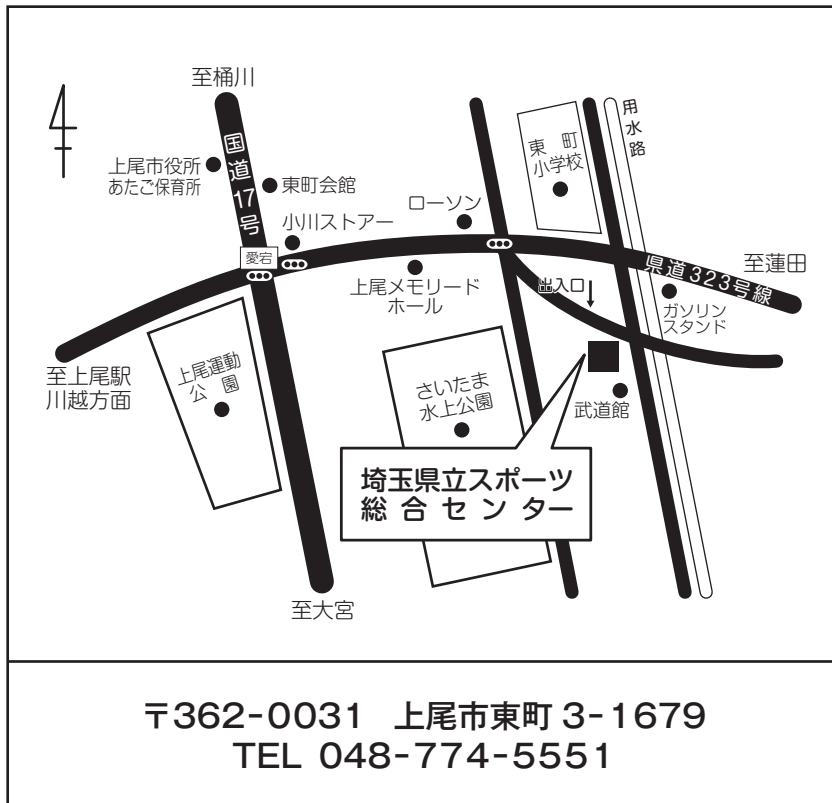 至桶川
国道17号
上尾市役所
あたご保育所
東町会館
小川ストアー
愛宕
ローソン
上尾メモリード
ホール
東町
小学校
用水路
至蓮田
県道323号線
出入口
ガソリン
スタンド
至上尾駅
川越方面
上尾運動
公園
さいたま
水上公園
武道館
埼玉県立スポーツ
総合センター
至大宮
〒362-0031 上尾市東町 3-1679
TEL 048-774-5551